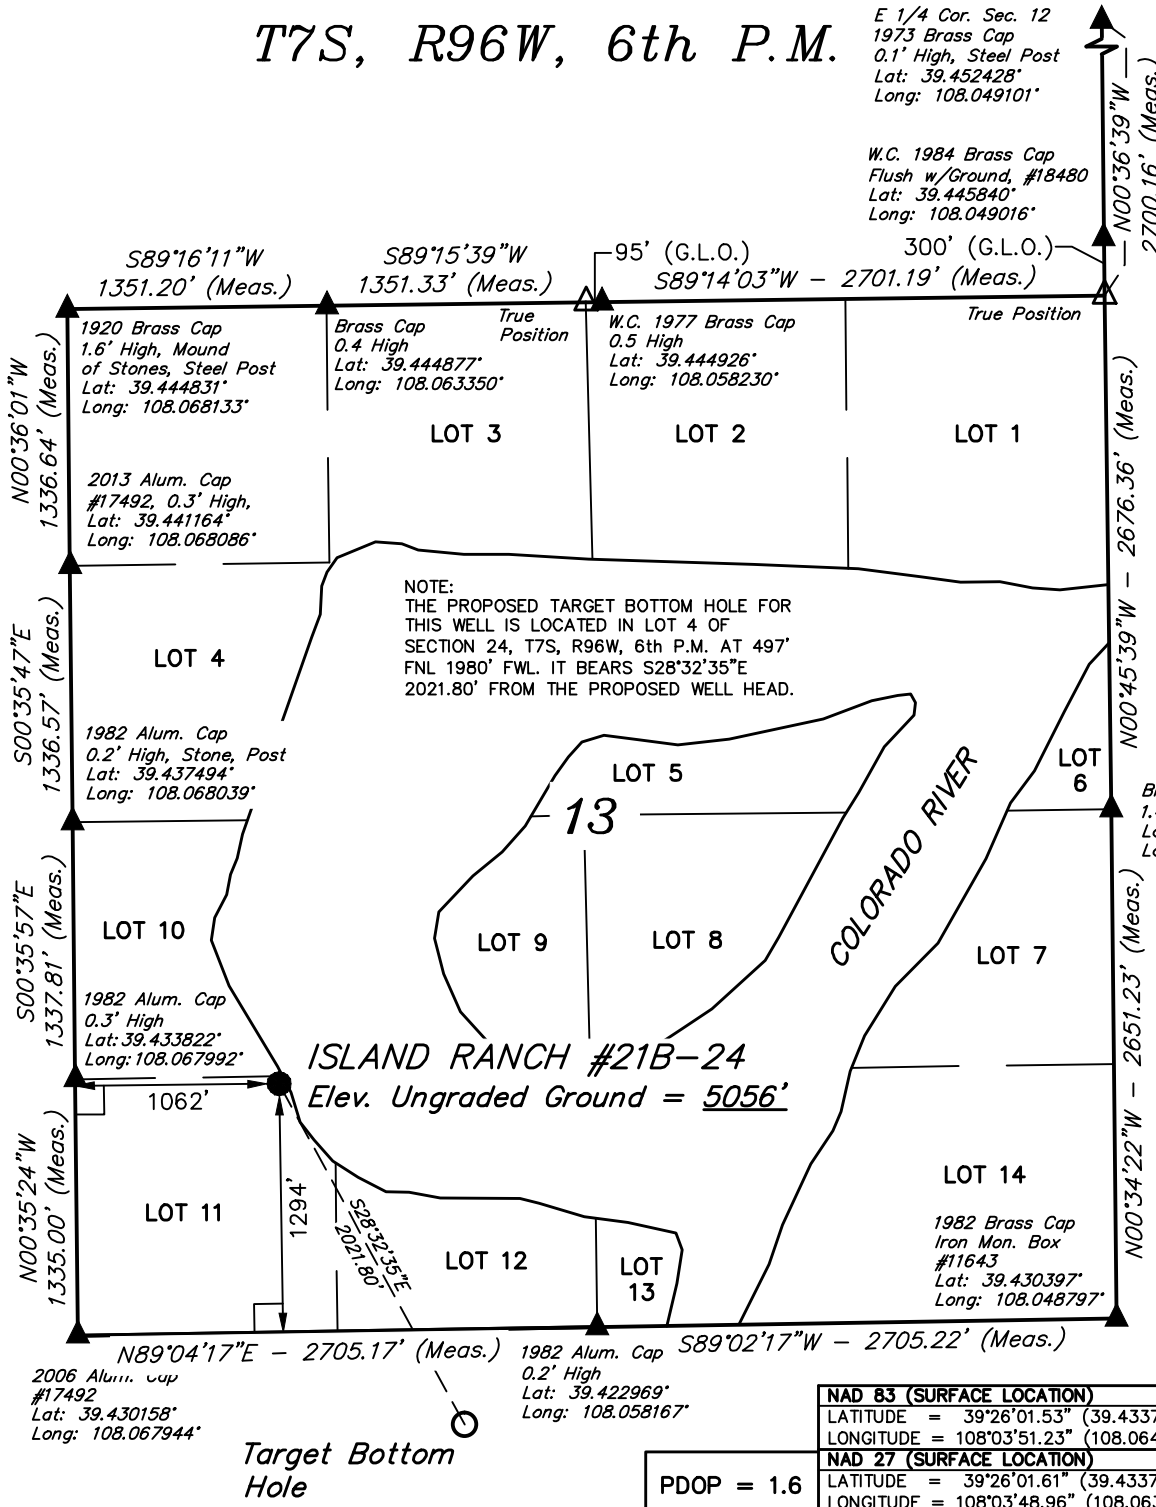 T7S, R96W, 6th P.M.
E 1/4 Cor. Sec. 12
1973 Brass Cap
0.1' High, Steel Post
Lat: 39.452428°
Long: 108.049101°
N00°36'39"W
2700.16' (Meas.)
W.C. 1984 Brass Cap
Flush w/Ground, #18480
Lat: 39.445840°
Long: 108.049016°
S89°16'11"W
1351.20' (Meas.)
S89°15'39"W
1351.33' (Meas.)
95' (G.L.O.)
300' (G.L.O.)
S89°14'03"W - 2701.19' (Meas.)
1920 Brass Cap
1.6' High, Mound
of Stones, Steel Post
Lat: 39.444831°
Long: 108.068133°
Brass Cap
0.4 High
Lat: 39.444877°
Long: 108.063350°
True
Position
W.C. 1977 Brass Cap
0.5 High
Lat: 39.444926°
Long: 108.058230°
True Position
N00°36'01"W
1336.64' (Meas.)
LOT 3
LOT 2
LOT 1
N00°45'39"W - 2676.36' (Meas.)
2013 Alum. Cap
#17492, 0.3' High,
Lat: 39.441164°
Long: 108.068086°
NOTE:
THE PROPOSED TARGET BOTTOM HOLE FOR
THIS WELL IS LOCATED IN LOT 4 OF
SECTION 24, T7S, R96W, 6th P.M. AT 497'
FNL 1980' FWL. IT BEARS S28°32'35"E
2021.80' FROM THE PROPOSED WELL HEAD.
S00°35'47"E
1336.57' (Meas.)
LOT 4
1982 Alum. Cap
0.2' High, Stone, Post
Lat: 39.437494°
Long: 108.068039°
LOT 5
13
LOT
6
COLORADO RIVER
S00°35'57"E
1337.81' (Meas.)
LOT 10
LOT 9
LOT 8
LOT 7
N00°34'22"W - 2651.23' (Meas.)
1982 Alum. Cap
0.3' High
Lat: 39.433822°
Long: 108.067992°
ISLAND RANCH #21B-24
Elev. Ungraded Ground = 5056'
1062'
1294'
N00°35'24"W
1335.00' (Meas.)
LOT 11
S28°32'35"E
2021.80'
LOT 12
LOT
13
LOT 14
1982 Brass Cap
Iron Mon. Box
#11643
Lat: 39.430397°
Long: 108.048797°
N89°04'17"E - 2705.17' (Meas.)
S89°02'17"W - 2705.22' (Meas.)
2006 Alum. Cap
#17492
Lat: 39.430158°
Long: 108.067944°
1982 Alum. Cap
0.2' High
Lat: 39.422969°
Long: 108.058167°
Target Bottom
Hole
PDOP = 1.6
NAD 83 (SURFACE LOCATION)
LATITUDE = 39°26'01.53" (39.4337
LONGITUDE = 108°03'51.23" (108.064
NAD 27 (SURFACE LOCATION)
LATITUDE = 39°26'01.61" (39.4337
LONGITUDE = 108°03'48.96" (108.063